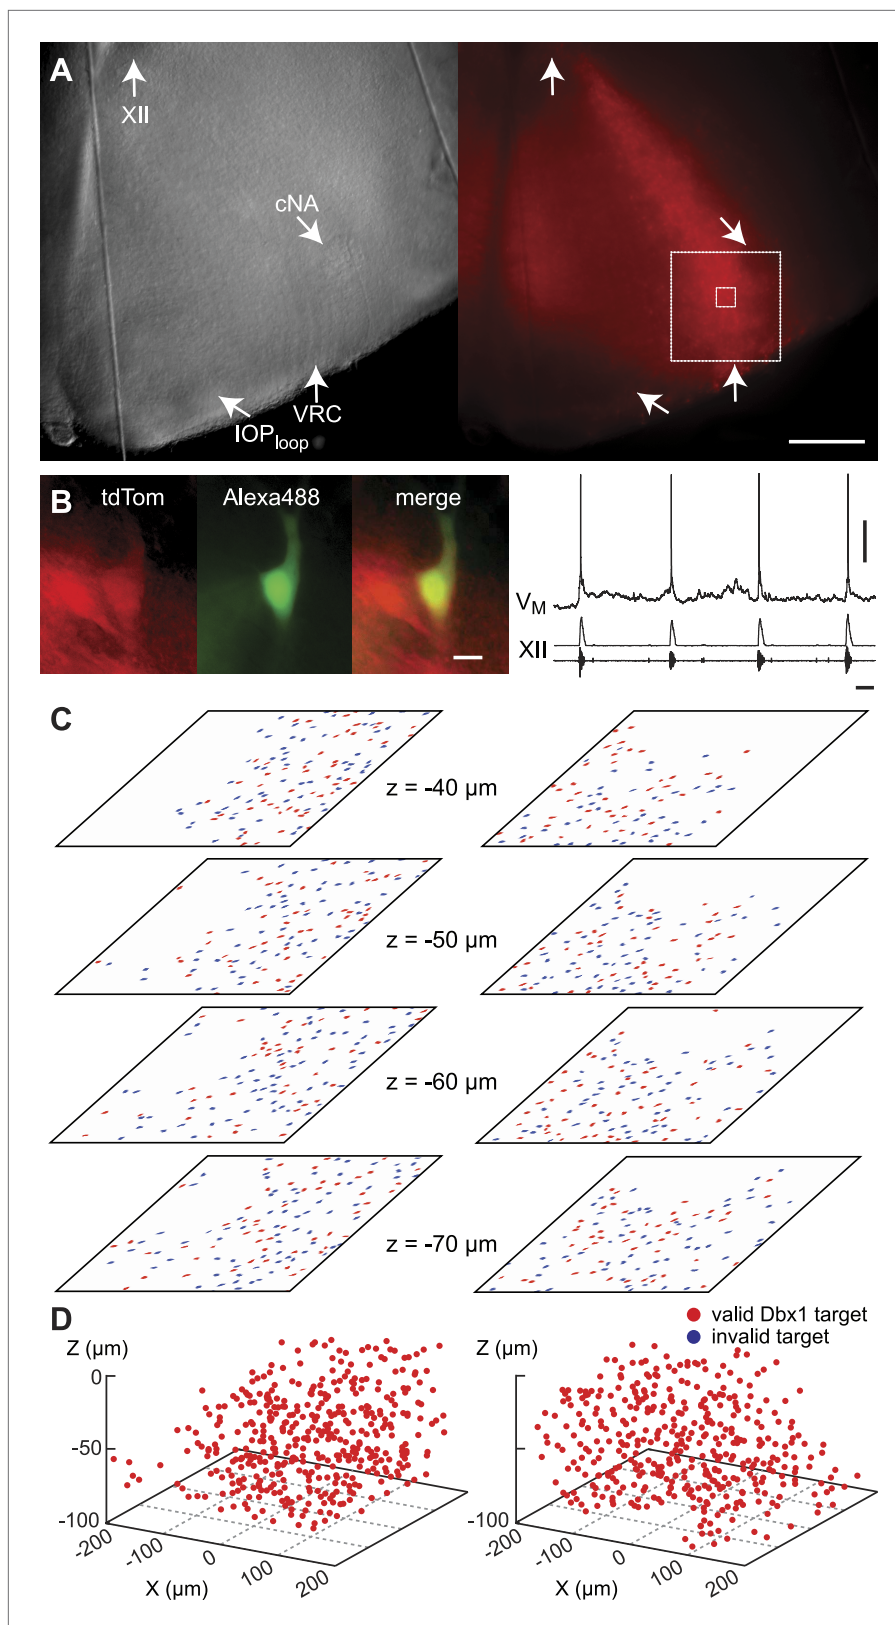 A
XII
cNA
VRC
IOPloop
B
tdTom
Alexa488
merge
VM
XII
C
z = -40 µm
z = -50 µm
z = -60 µm
z = -70 µm
valid Dbx1 target
invalid target
D
Z (µm)
0
-50
-100
-200
-100
0
100
200
X (µm)
Z (µm)
-100
-200
-100
0
100
200
X (µm)